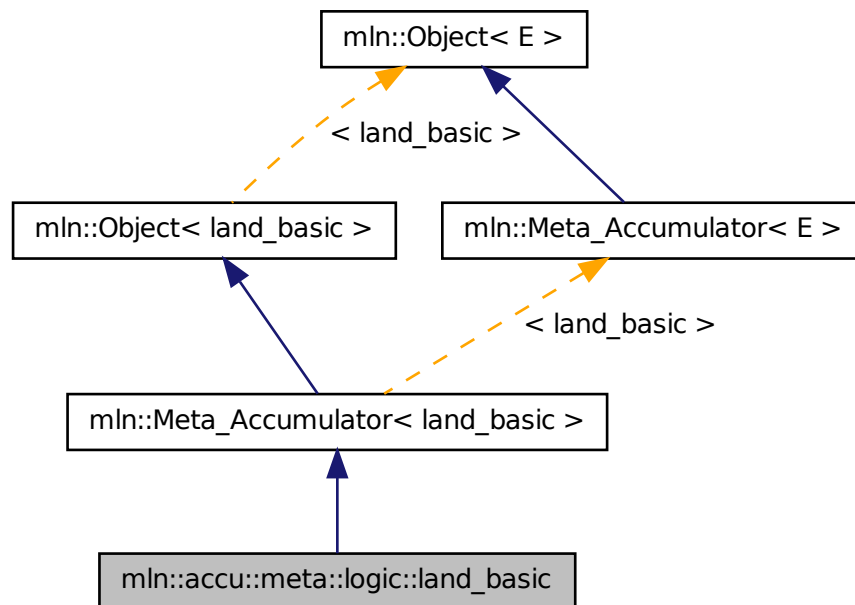 mln::Object< E >
< land_basic >
mln::Object< land_basic >
mln::Meta_Accumulator< E >
< land_basic >
mln::Meta_Accumulator< land_basic >
mln::accu::meta::logic::land_basic